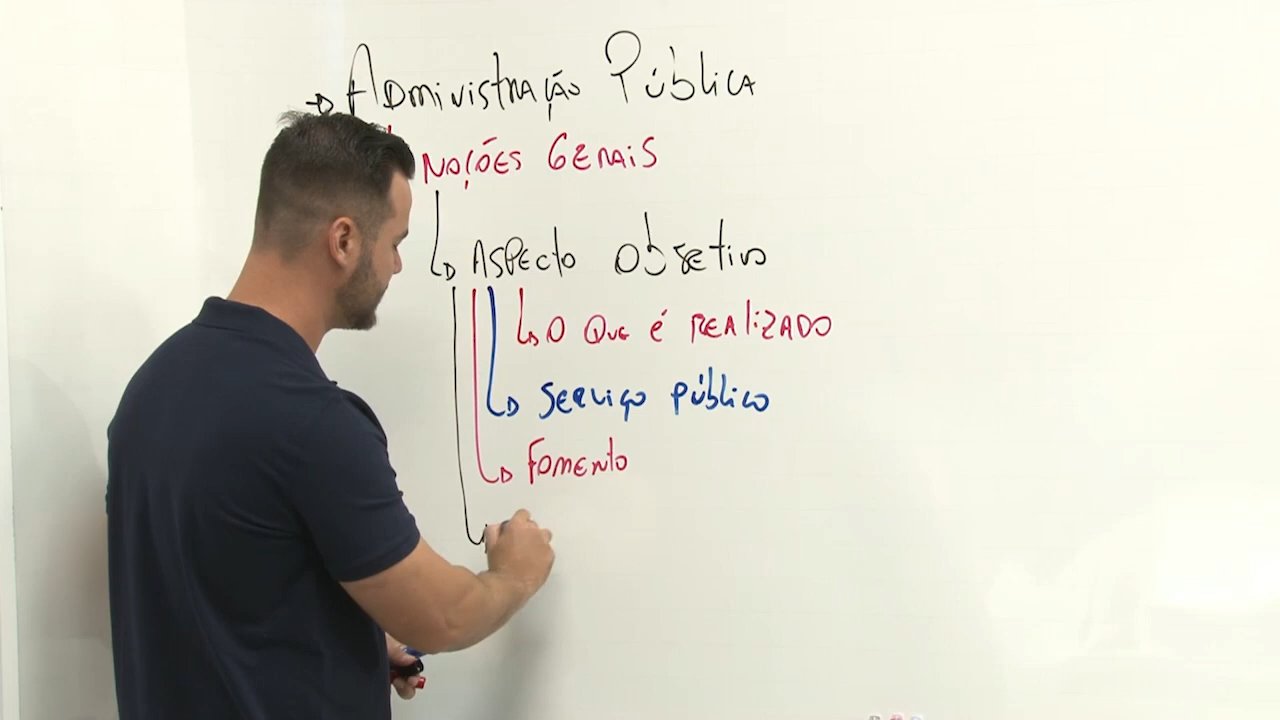 Administração Pública
Noções Gerais
Aspecto objetivo
O que é realizado
Serviço público
Fomento